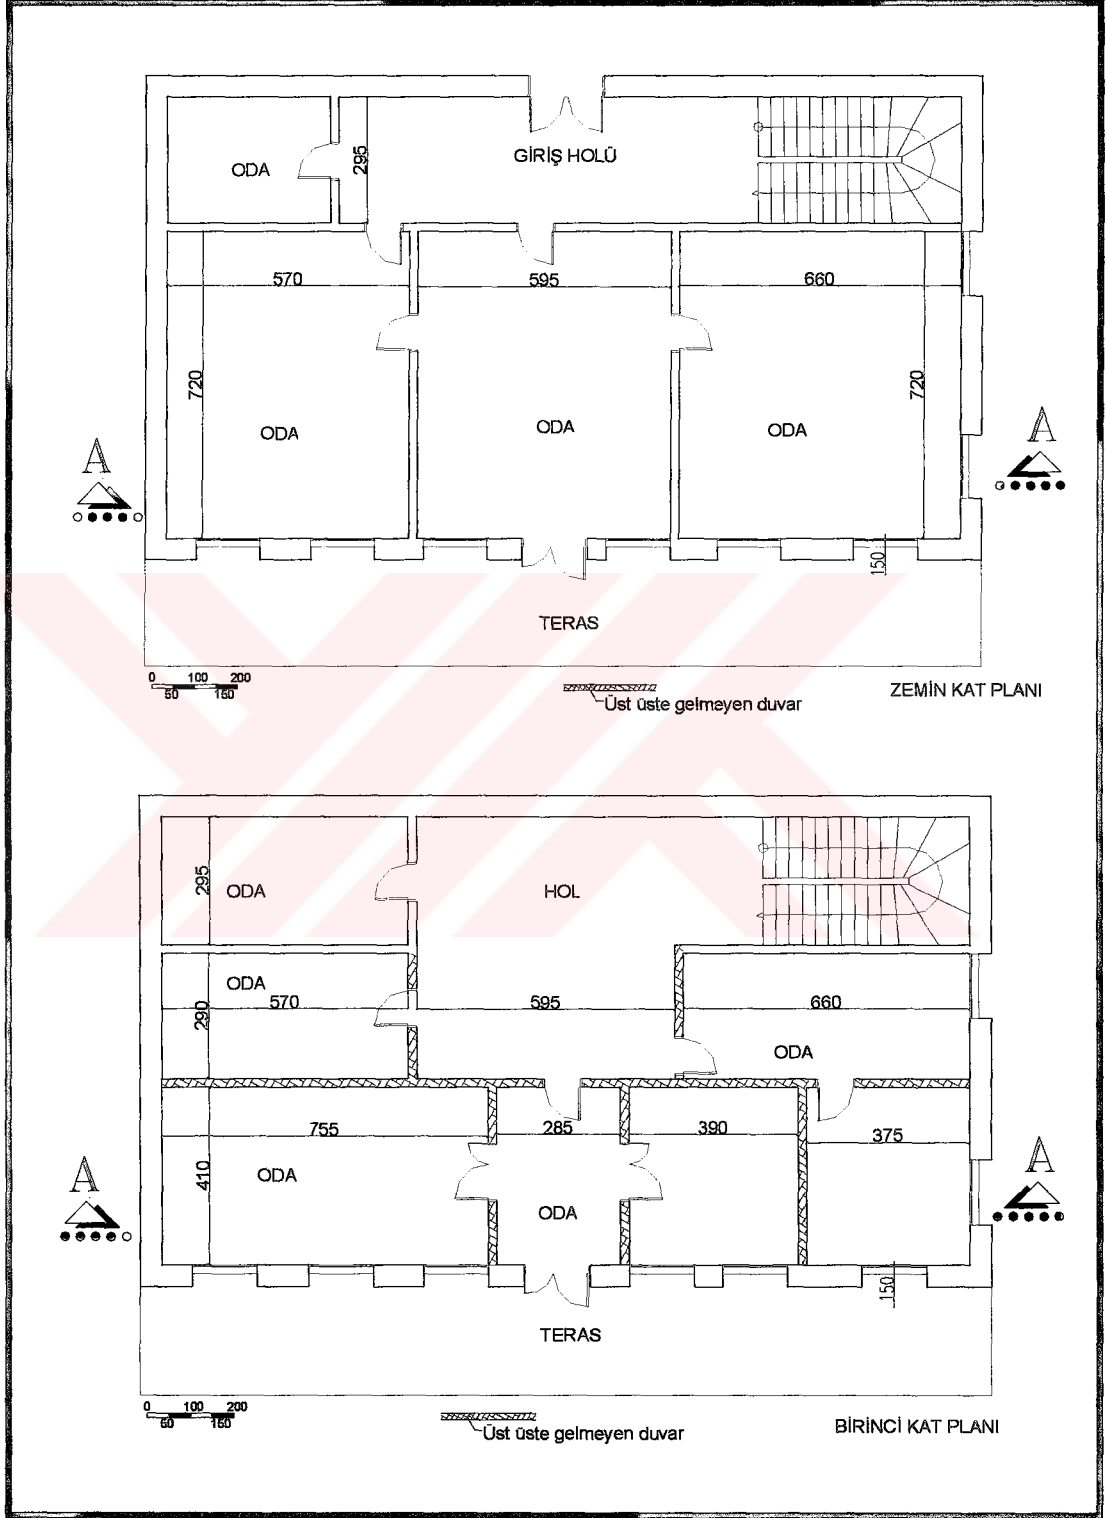 ODA
295
GİRİŞ HOLÜ
570
595
660
720
720
ODA
ODA
ODA
A
A
150
TERAS
0 100 200
50 150
Üst üste gelmeyen duvar
ZEMİN KAT PLANI
295
ODA
HOL
ODA
290
570
595
660
ODA
755
285
390
375
410
ODA
ODA
A
A
150
TERAS
0 100 200
50 150
Üst üste gelmeyen duvar
BİRİNCİ KAT PLANI